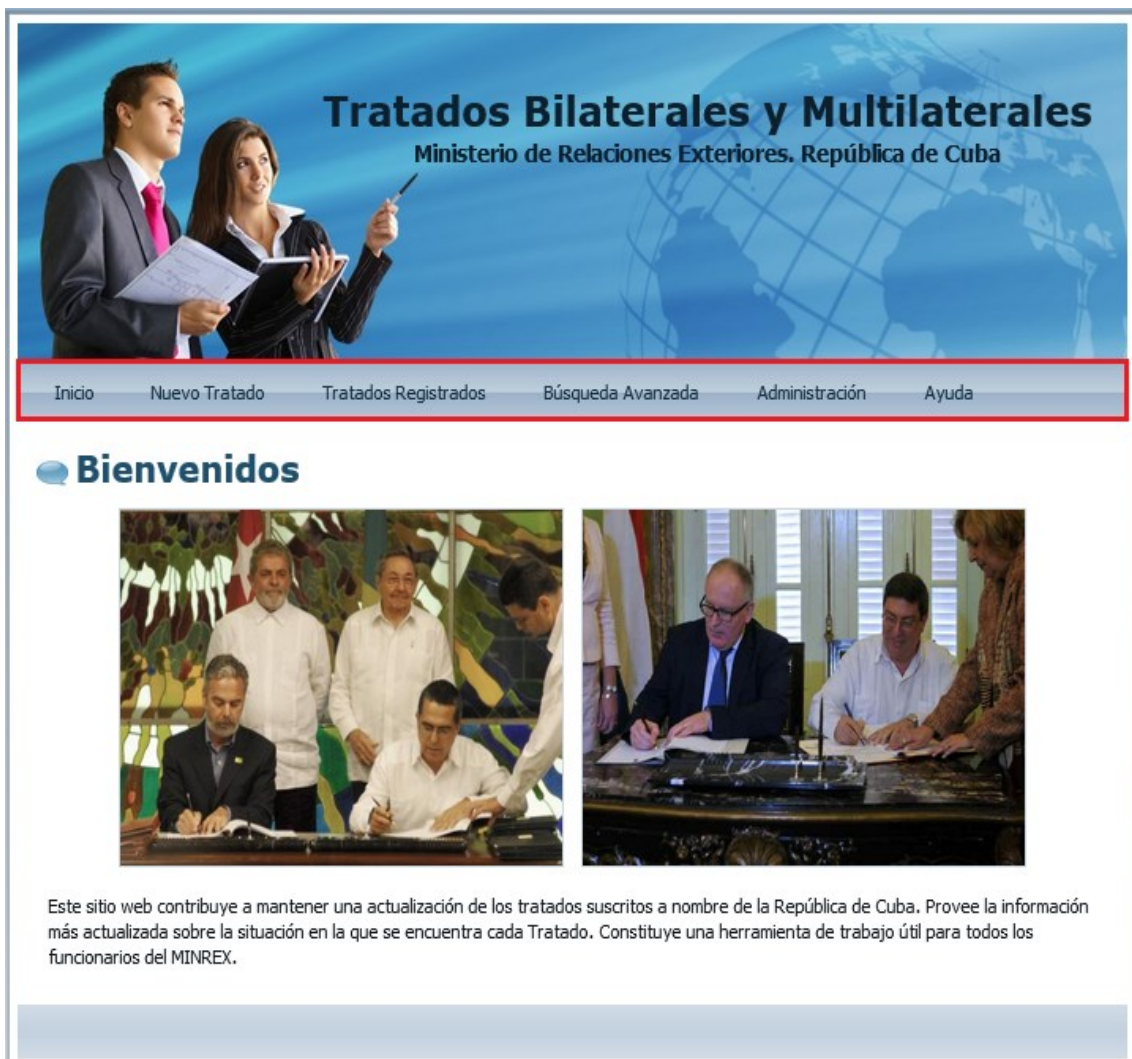 Tratados Bilaterales y Multilaterales
Ministerio de Relaciones Exteriores. República de Cuba
Inicio Nuevo Tratado Tratados Registrados Búsqueda Avanzada Administración Ayuda
Bienvenidos
Este sitio web contribuye a mantener una actualización de los tratados suscritos a nombre de la República de Cuba. Provee la información
más actualizada sobre la situación en la que se encuentra cada Tratado. Constituye una herramienta de trabajo útil para todos los
funcionarios del MINREX.